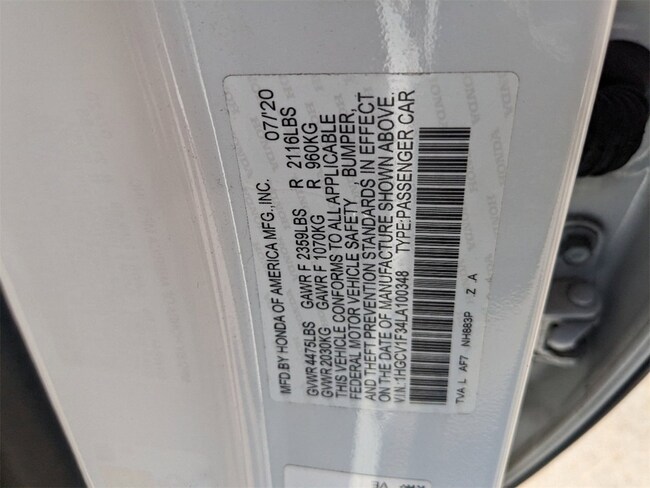 MFD.BY HONDA OF AMERICA MFG.,INC. 07/'20
GVWR 4475LBS GAWR F 2359LBS R 2116LBS
GVWR 2030KG GAWR F 1070KG R 960KG
THIS VEHICLE CONFORMS TO ALL APPLICABLE
FEDERAL MOTOR VEHICLE SAFETY , BUMPER,
AND THEFT PREVENTION STANDARDS IN EFFECT
ON THE DATE OF MANUFACTURE SHOWN ABOVE.
V.I.N.:1HGCV1F34LA100348 TYPE:PASSENGER CAR
TVA L AF7 NH883P Z A